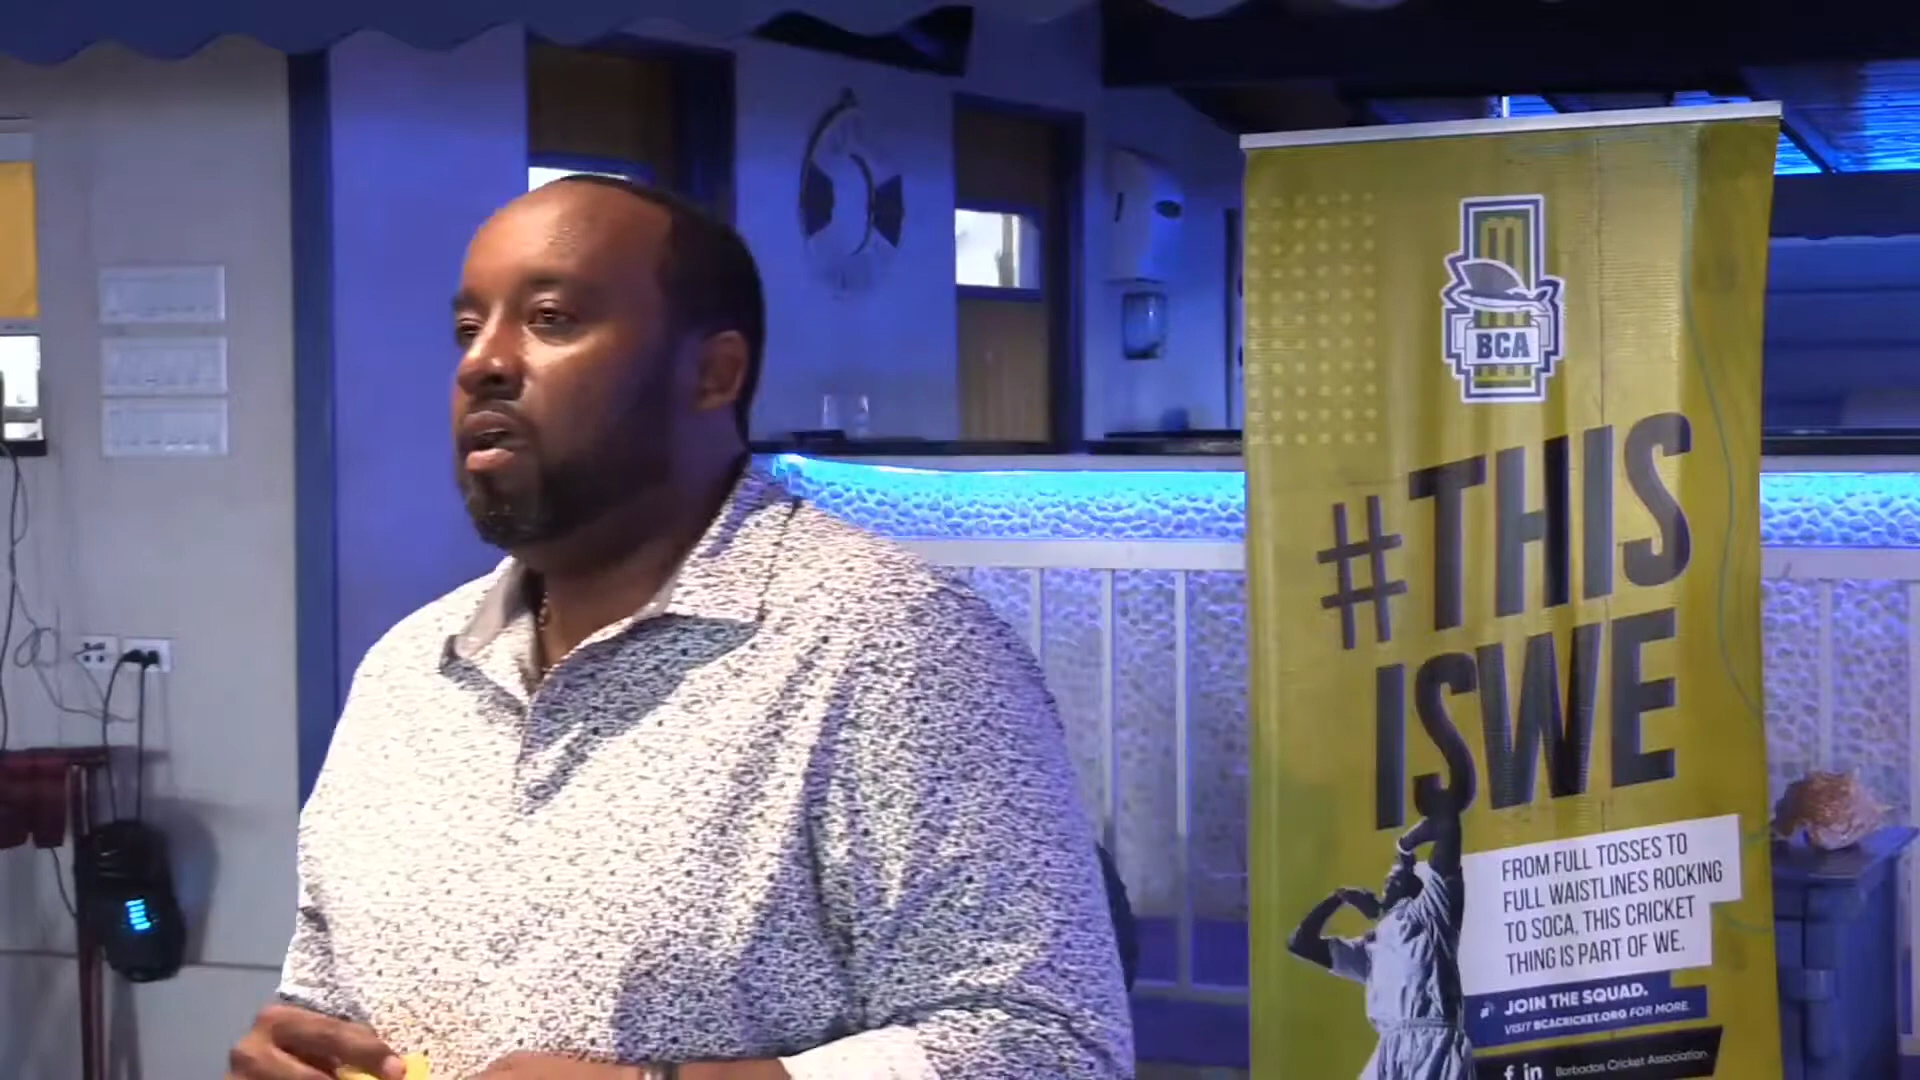 BCA
#THIS
ISWE
FROM FULL TOSSES TO
FULL WAISTLINES ROCKING
TO SOCA, THIS CRICKET
THING IS PART OF WE.
JOIN THE SQUAD.
VISIT BCACRICKET.ORG FOR MORE.
f in Barbados Cricket Association